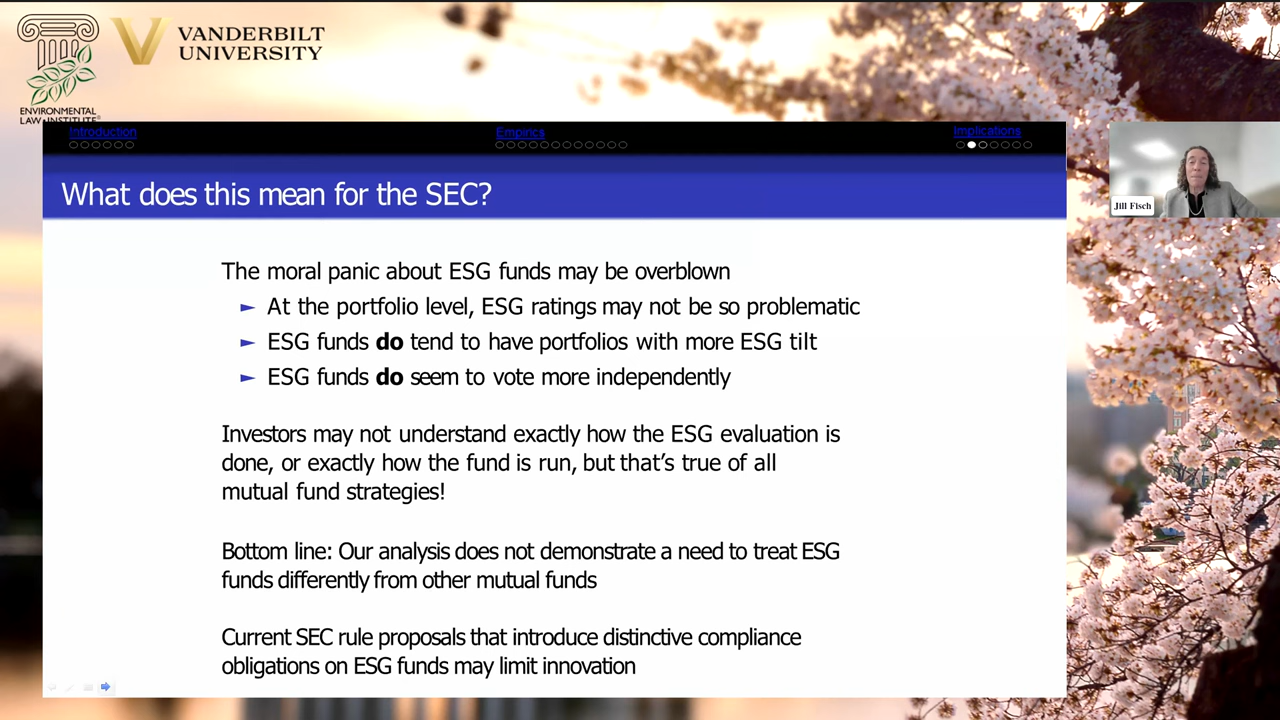 VANDERBILT
UNIVERSITY
ENVIRONMENTAL
LAW·INSTITUTE®
Introduction
Empirics
Implications
What does this mean for the SEC?
Jill Fisch
The moral panic about ESG funds may be overblown
► At the portfolio level, ESG ratings may not be so problematic
► ESG funds do tend to have portfolios with more ESG tilt
► ESG funds do seem to vote more independently
Investors may not understand exactly how the ESG evaluation is
done, or exactly how the fund is run, but that’s true of all
mutual fund strategies!
Bottom line: Our analysis does not demonstrate a need to treat ESG
funds differently from other mutual funds
Current SEC rule proposals that introduce distinctive compliance
obligations on ESG funds may limit innovation